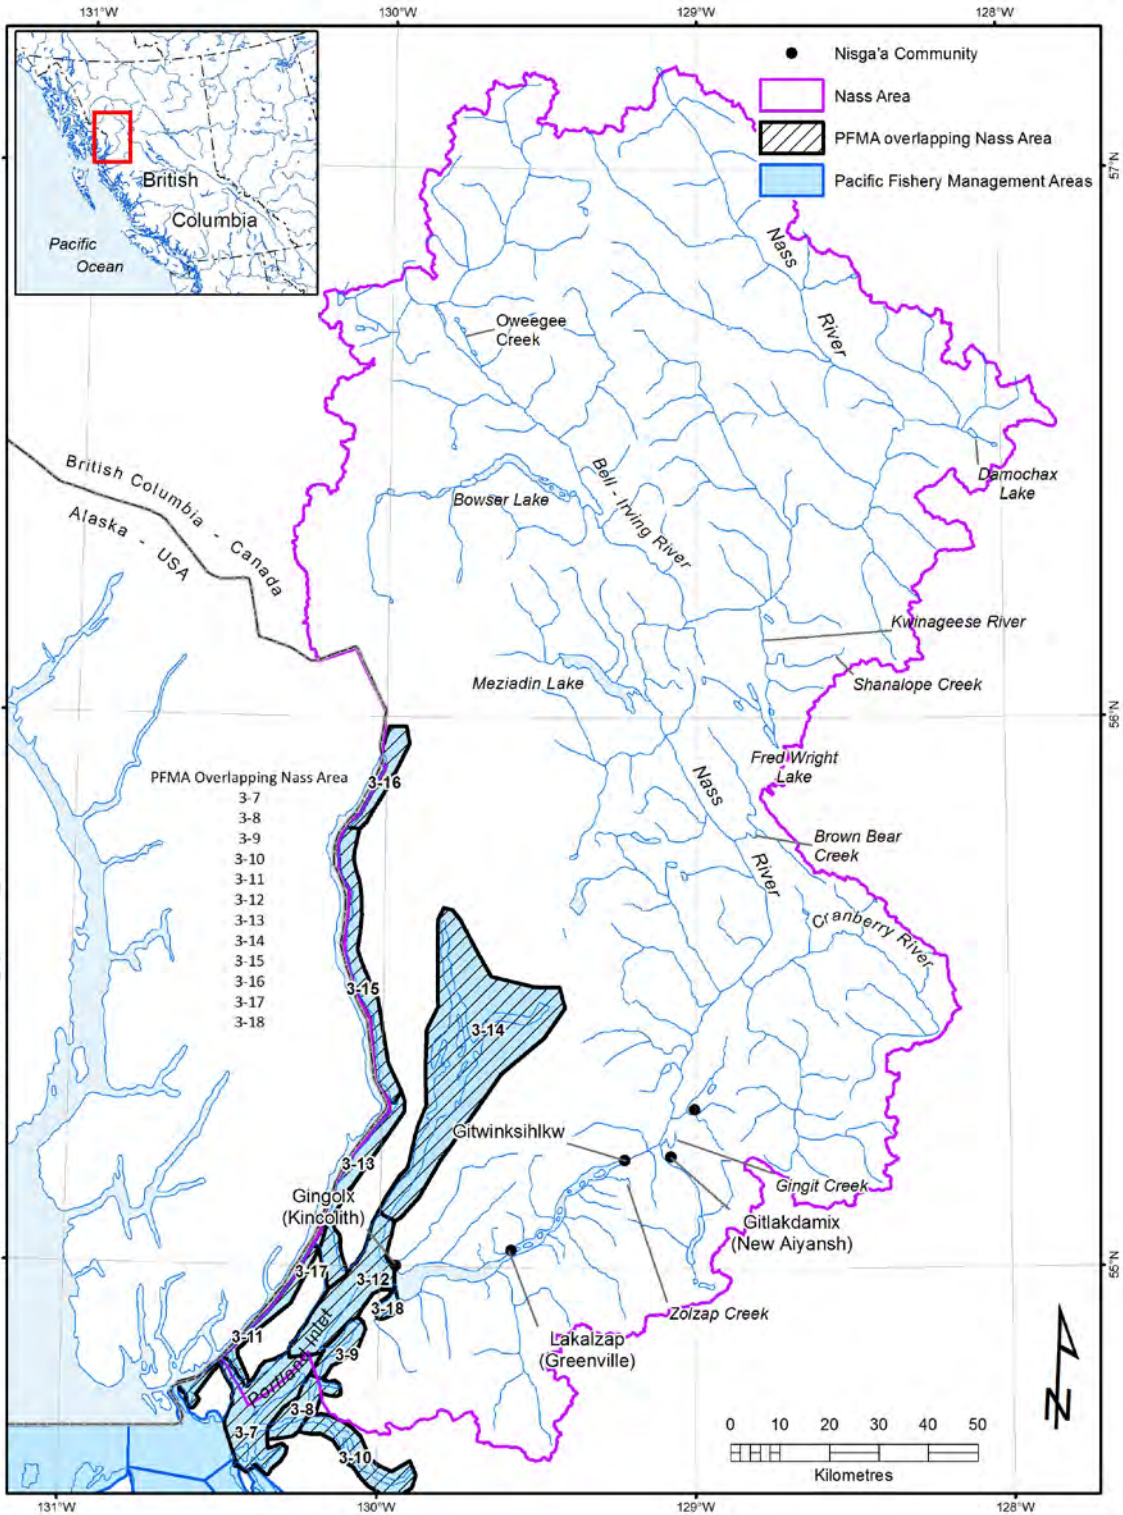 131°W
130°W
129°W
128°W
Nisga'a Community
Nass Area
PFMA overlapping Nass Area
Pacific Fishery Management Areas
British
Columbia
Pacific
Ocean
57°N
Nass
River
Oweegee
Creek
Damochax
Lake
British Columbia - Canada
Alaska - USA
Bowser Lake
Bell - Irving River
Kwinageese River
Shanalope Creek
Meziadin Lake
56°N
Fred Wright
Lake
Nass
River
Brown Bear
Creek
Cranberry River
PFMA Overlapping Nass Area
3-7
3-8
3-9
3-10
3-11
3-12
3-13
3-14
3-15
3-16
3-17
3-18
3-16
3-15
3-14
Gitwinksihlkw
3-13
Gingit Creek
Gingolx
(Kincolith)
Gitlakdamix
(New Aiyansh)
55°N
3-17
3-12
3-18
Zolzap Creek
3-11
Portland Inlet
3-9
Lakalzap
(Greenville)
3-8
3-7
3-10
N
0 10 20 30 40 50
Kilometres
131°W
130°W
129°W
128°W